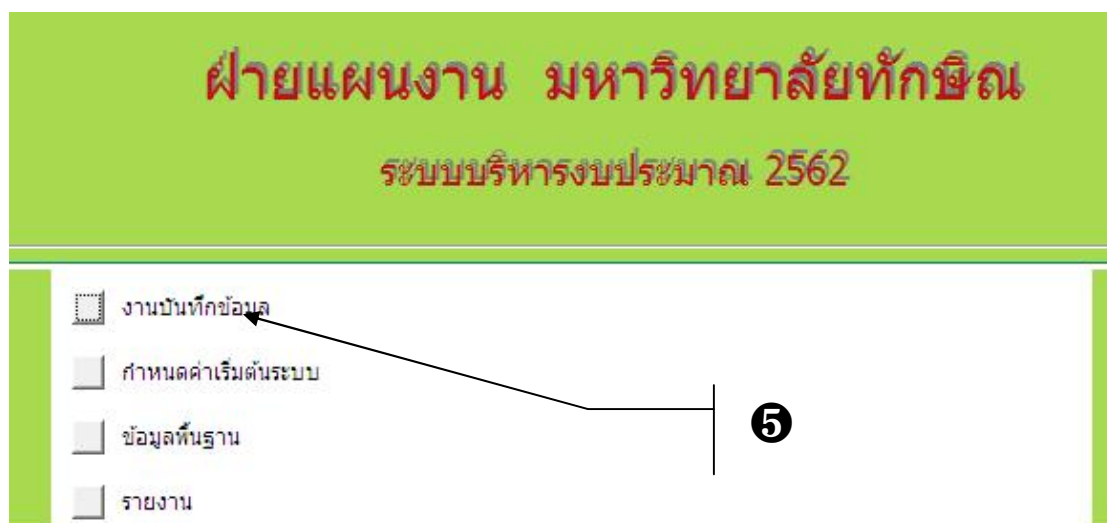 ฝ่ายแผนงาน มหาวิทยาลัยทักษิณ
ระบบบริหารงบประมาณ 2562
งานบันทึกข้อมูล
กำหนดค่าเริ่มต้นระบบ
❺
ข้อมูลพื้นฐาน
รายงาน